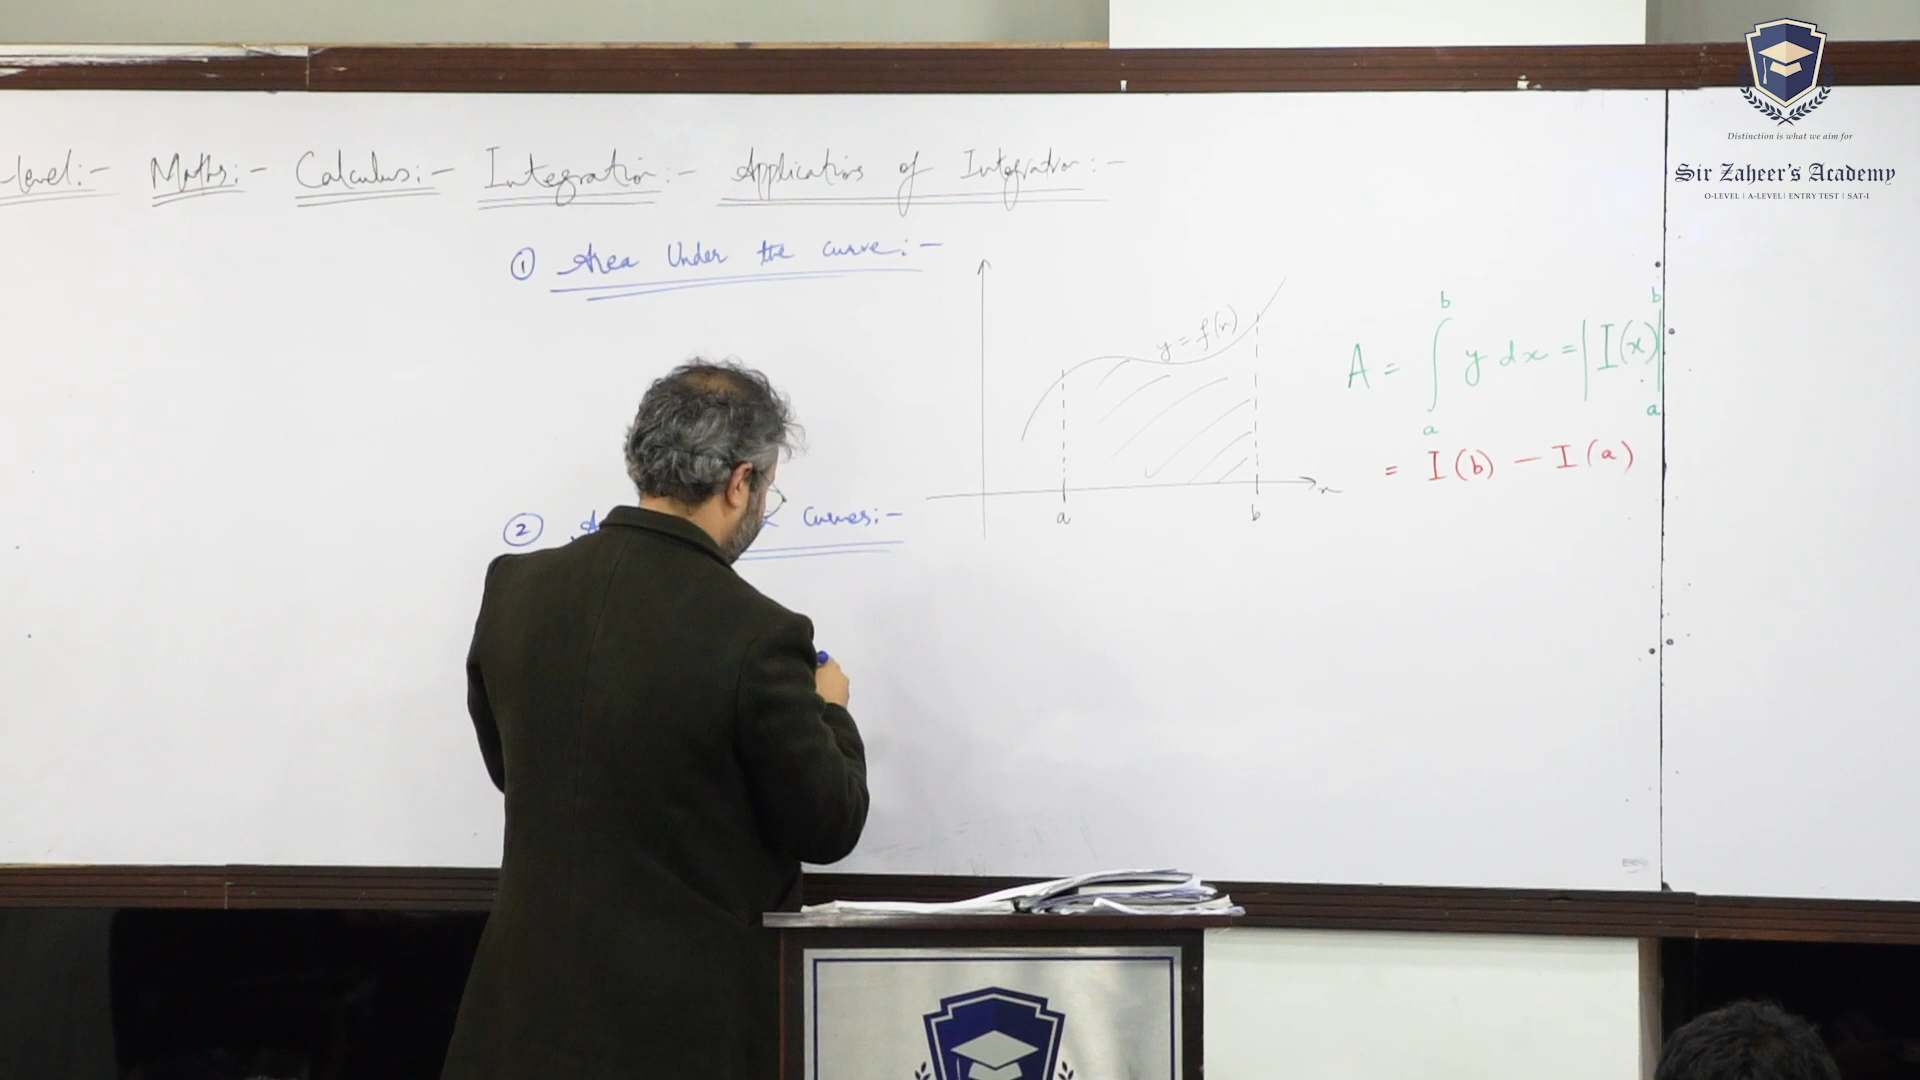 -level:- Maths:- Calculus:- Integration:- Applications of Integration:-
① Area Under the curve:-
y = f(x)
x
a
b
A = ∫ₐᵇ y dx = |I(x)|ₐᵇ
= I(b) - I(a)
② Curves:-
Distinction is what we aim for
Sir Zaheer's Academy
O-LEVEL | A-LEVEL | ENTRY TEST | SAT-I